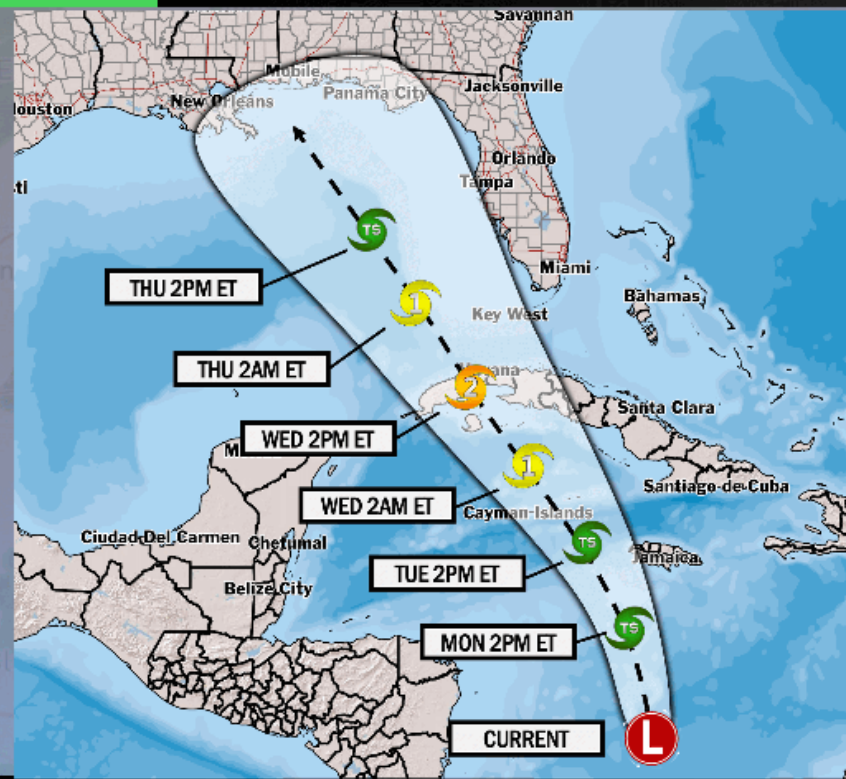 Savannah
Mobile
Jacksonville
Panama City
New Orleans
Houston
Orlando
Tampa
TS
THU 2PM ET
Miami
Bahamas
1
Key West
THU 2AM ET
Havana
2
Santa Clara
WED 2PM ET
1
Santiago de Cuba
WED 2AM ET
Cayman-Islands
Ciudad Del Carmen
Chetumal
TS
Jamaica
TUE 2PM ET
Belize City
TS
MON 2PM ET
CURRENT
L